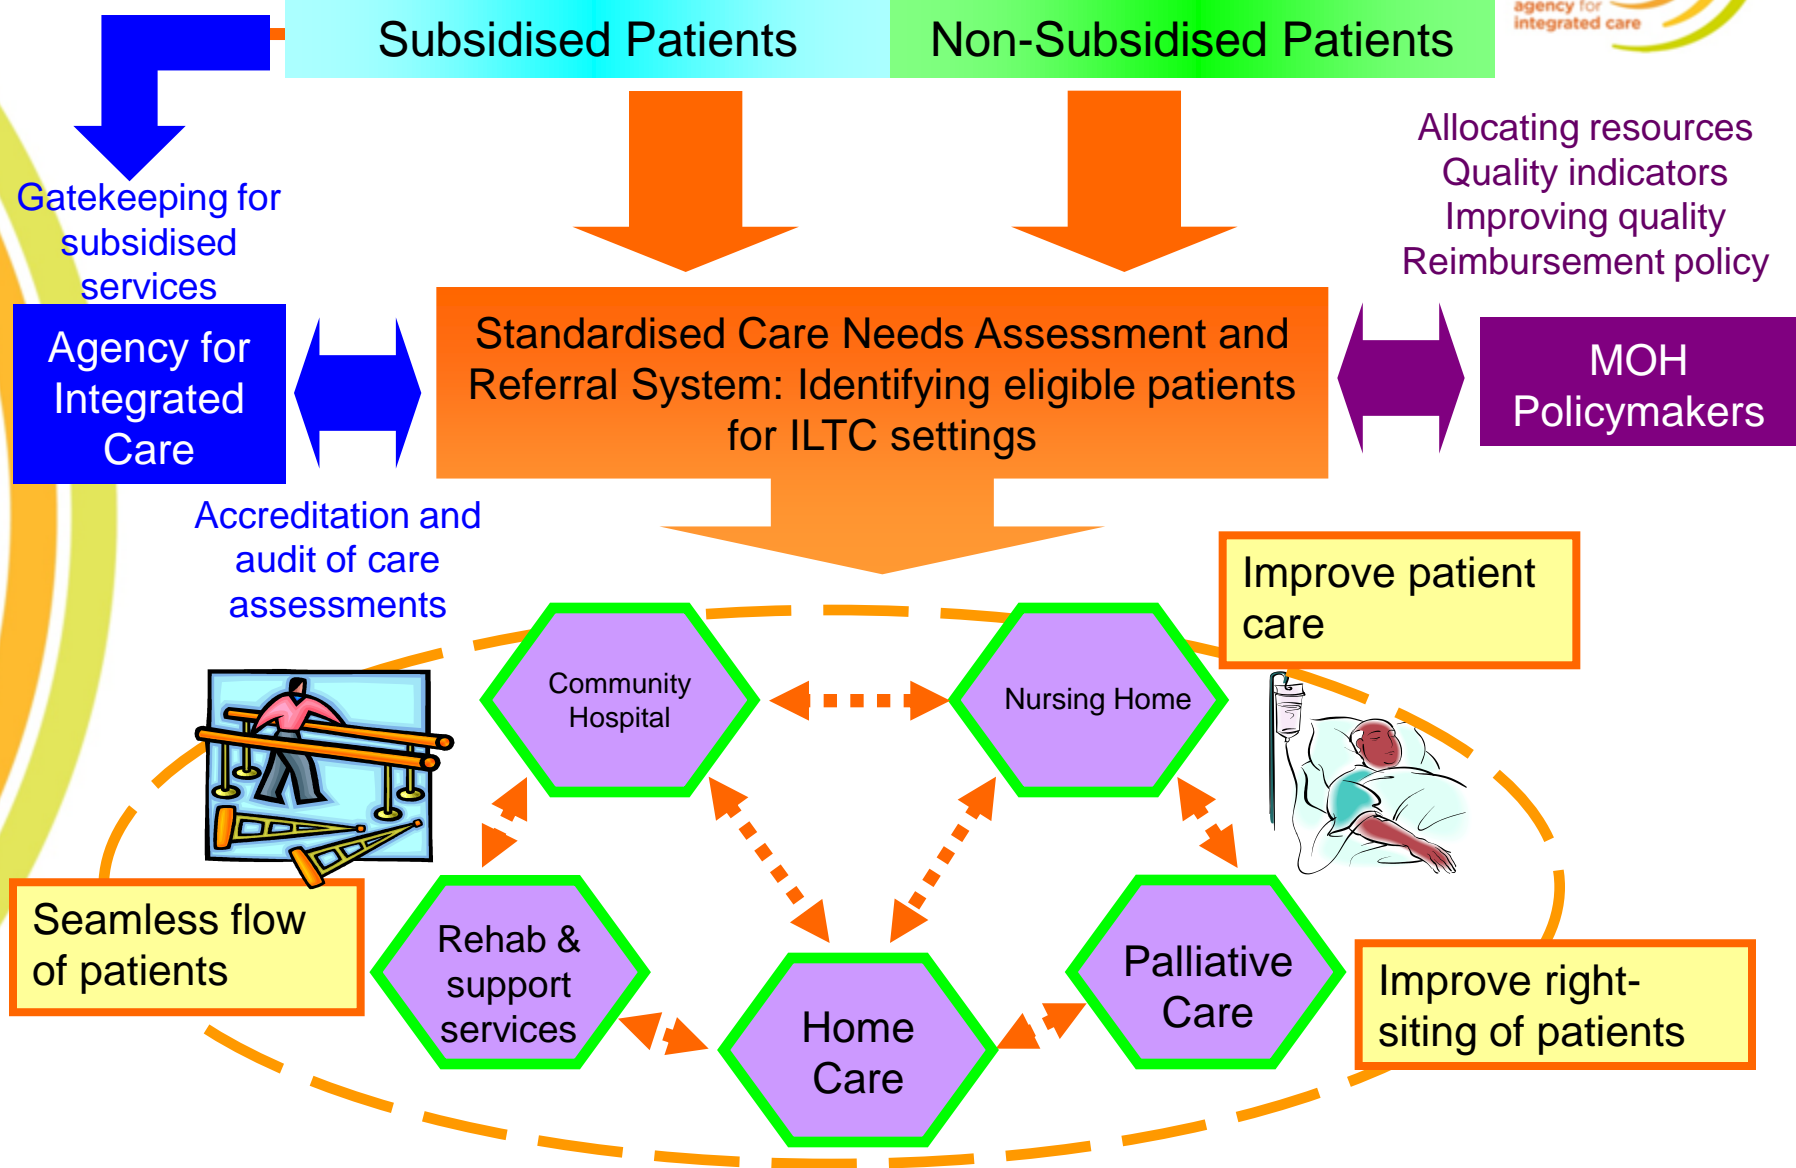 agency for
integrated care
Subsidised Patients
Non-Subsidised Patients
Gatekeeping for
subsidised
services
Allocating resources
Quality indicators
Improving quality
Reimbursement policy
Agency for
Integrated
Care
Standardised Care Needs Assessment and
Referral System: Identifying eligible patients
for ILTC settings
MOH
Policymakers
Accreditation and
audit of care
assessments
Improve patient
care
Community
Hospital
Nursing Home
Seamless flow
of patients
Rehab &
support
services
Home
Care
Palliative
Care
Improve right-
siting of patients